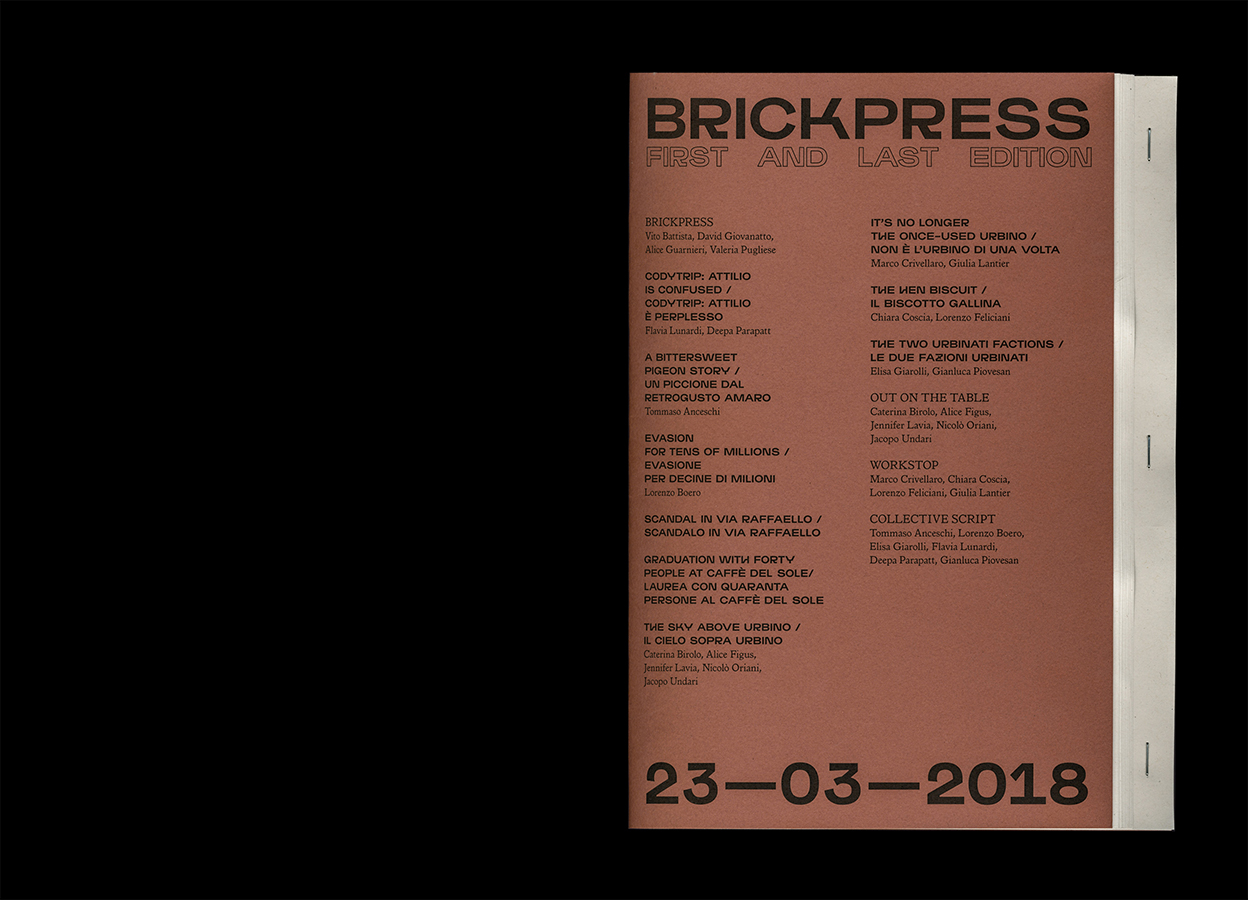 BRICKPRESS
FIRST AND LAST EDITION
BRICKPRESS
Vito Battista, David Giovanatto,
Alice Guarnieri, Valeria Pugliese
CODYTRIP: ATTILIO
IS CONFUSED /
CODYTRIP: ATTILIO
È PERPLESSO
Flavia Lunardi, Deepa Parapatt
A BITTERSWEET
PIGEON STORY /
UN PICCIONE DAL
RETROGUSTO AMARO
Tommaso Anceschi
EVASION
FOR TENS OF MILLIONS /
EVASIONE
PER DECINE DI MILIONI
Lorenzo Boero
SCANDAL IN VIA RAFFAELLO /
SCANDALO IN VIA RAFFAELLO
GRADUATION WITH FORTY
PEOPLE AT CAFFÈ DEL SOLE/
LAUREA CON QUARANTA
PERSONE AL CAFFÈ DEL SOLE
THE SKY ABOVE URBINO /
IL CIELO SOPRA URBINO
Caterina Birolo, Alice Figus,
Jennifer Lavia, Nicolò Oriani,
Jacopo Undari
IT'S NO LONGER
THE ONCE-USED URBINO /
NON È L'URBINO DI UNA VOLTA
Marco Crivellaro, Giulia Lantier
THE HEN BISCUIT /
IL BISCOTTO GALLINA
Chiara Coscia, Lorenzo Feliciani
THE TWO URBINATI FACTIONS /
LE DUE FAZIONI URBINATI
Elisa Giarolli, Gianluca Piovesan
OUT ON THE TABLE
Caterina Birolo, Alice Figus,
Jennifer Lavia, Nicolò Oriani,
Jacopo Undari
WORKSTOP
Marco Crivellaro, Chiara Coscia,
Lorenzo Feliciani, Giulia Lantier
COLLECTIVE SCRIPT
Tommaso Anceschi, Lorenzo Boero,
Elisa Giarolli, Flavia Lunardi,
Deepa Parapatt, Gianluca Piovesan
23—03—2018